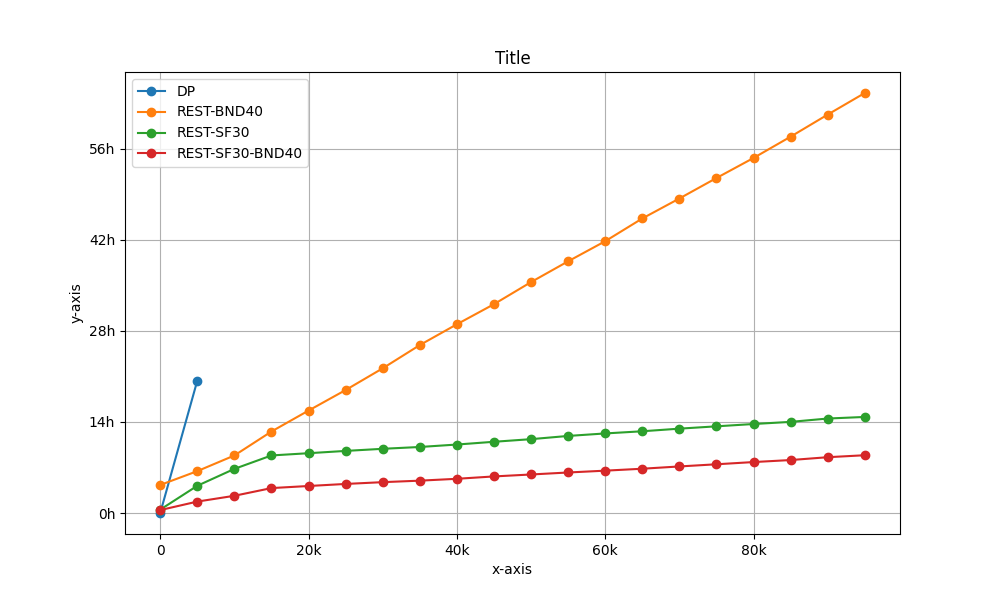 Title
DP
REST-BND40
REST-SF30
REST-SF30-BND40
56h
42h
28h
14h
0h
y-axis
0 20k 40k 60k 80k
x-axis